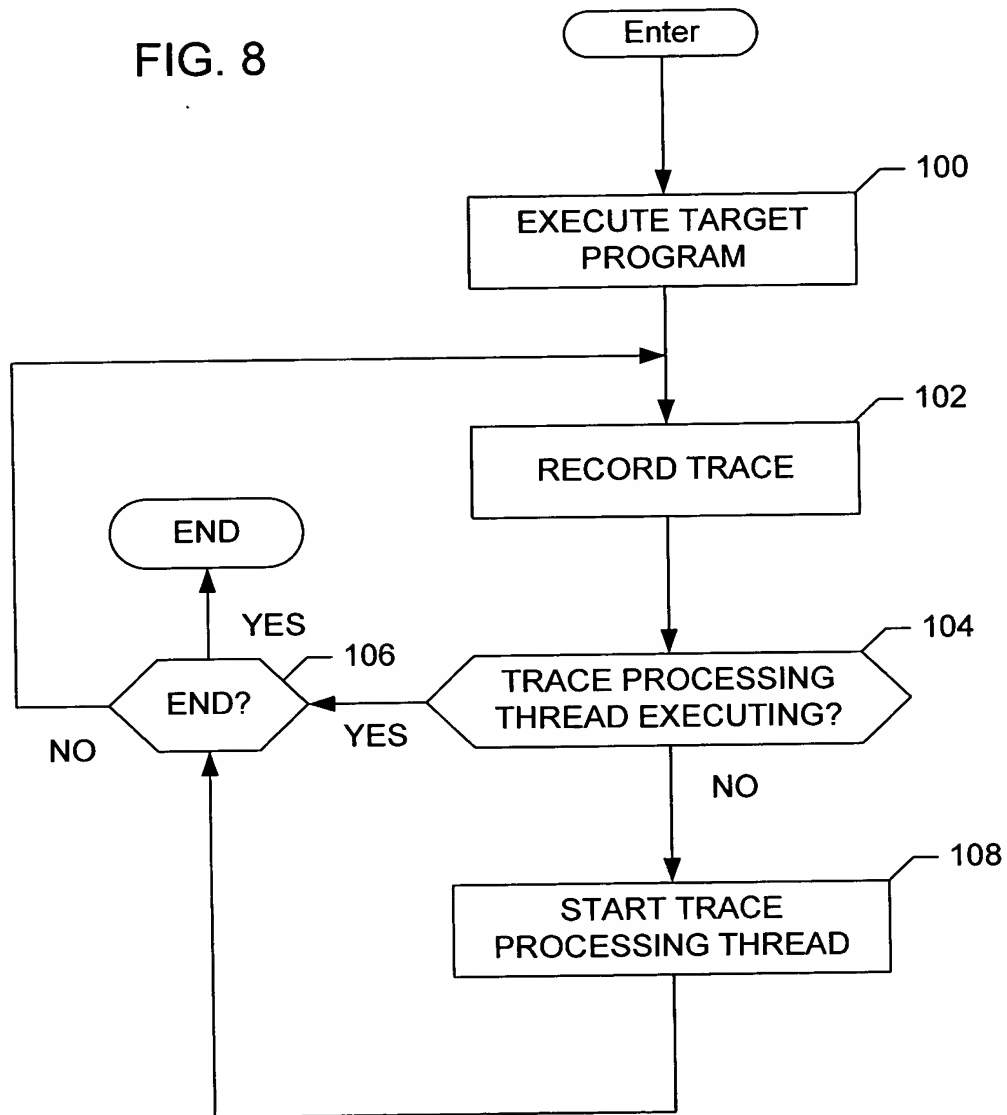 FIG. 8
Enter
100
EXECUTE TARGET
PROGRAM
102
RECORD TRACE
END
YES
106
104
END?
TRACE PROCESSING
THREAD EXECUTING?
YES
NO
NO
108
START TRACE
PROCESSING THREAD